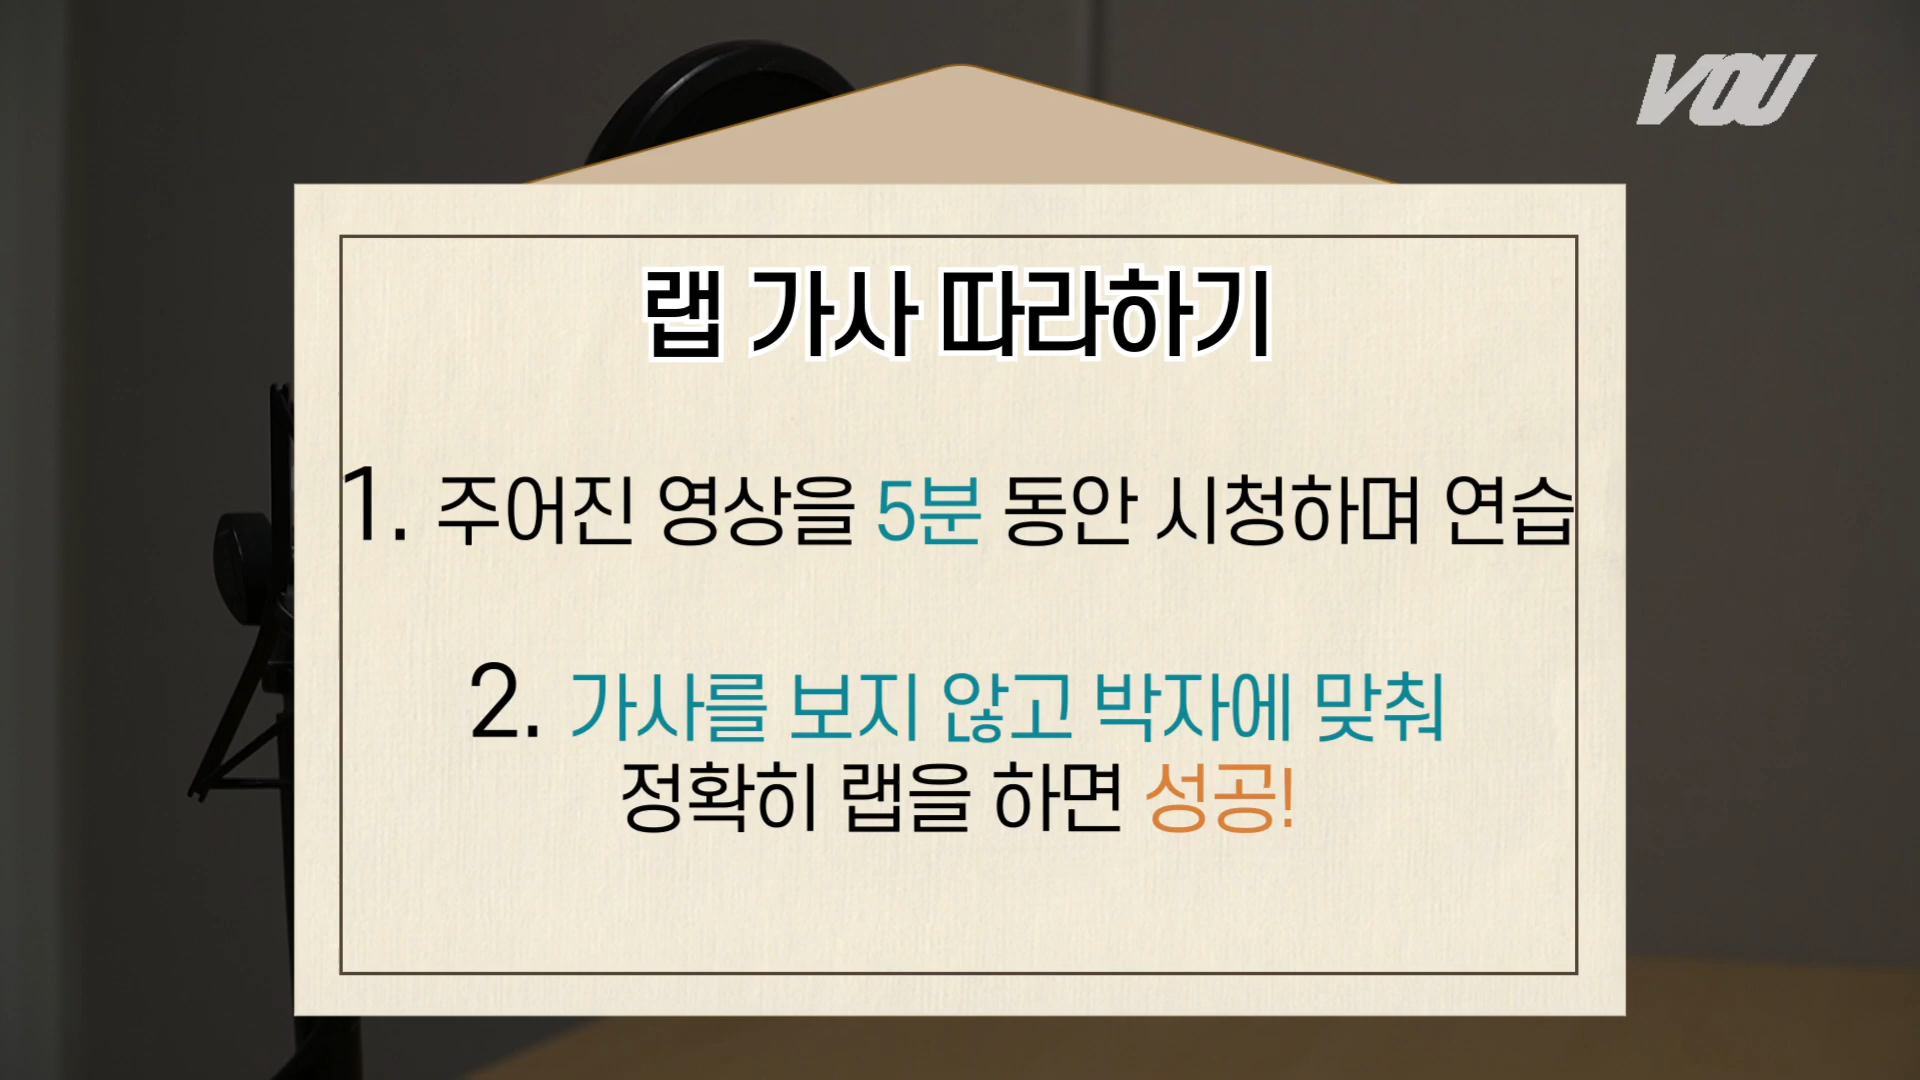 VOU
랩 가사 따라하기
1. 주어진 영상을 5분 동안 시청하며 연습
2. 가사를 보지 않고 박자에 맞춰
정확히 랩을 하면 성공!